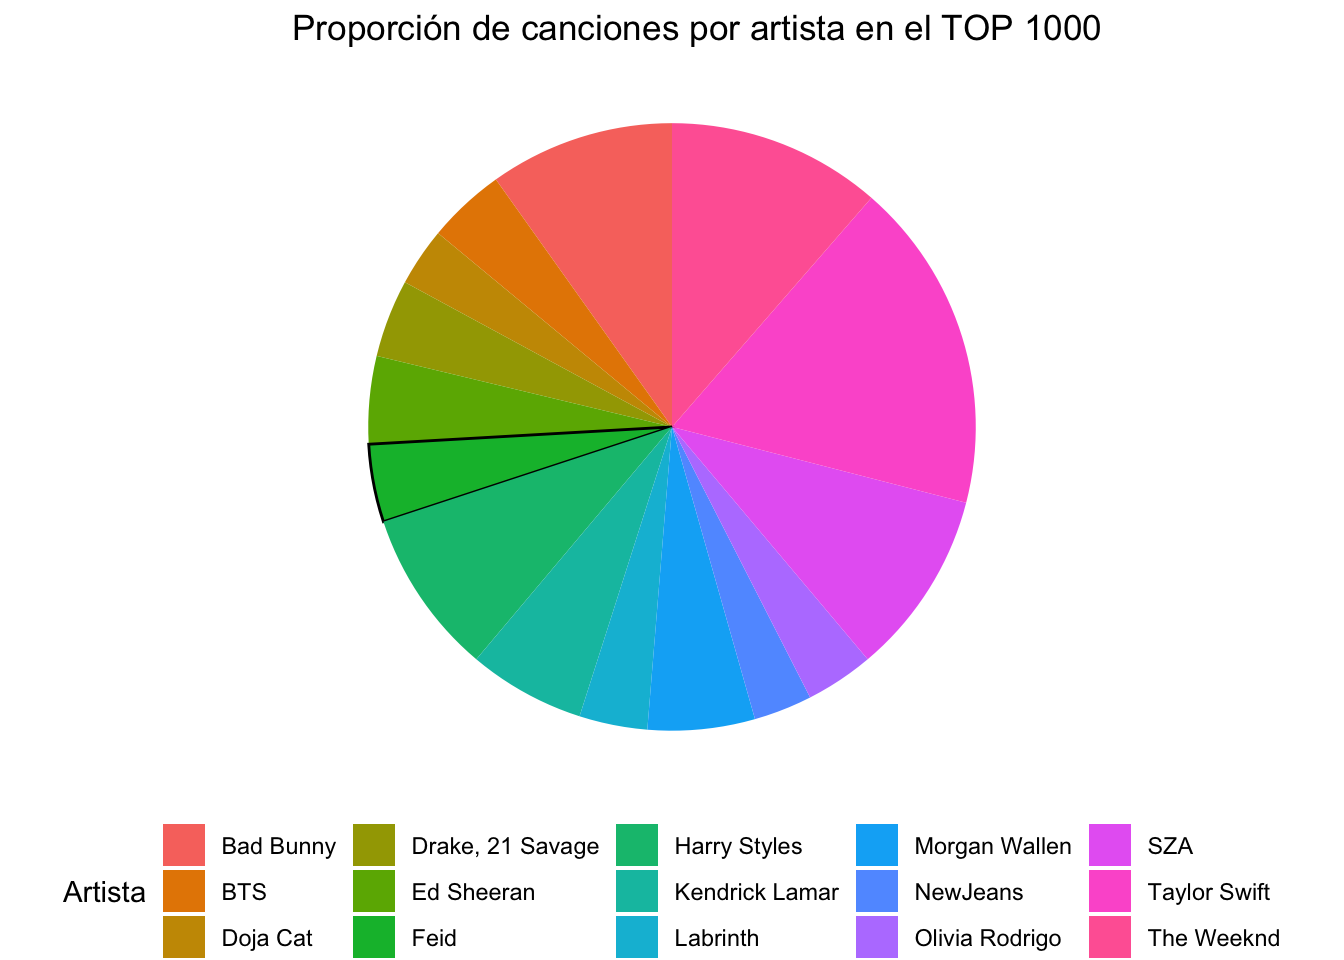 Proporción de canciones por artista en el TOP 1000
Artista
Bad Bunny
BTS
Doja Cat
Drake, 21 Savage
Ed Sheeran
Feid
Harry Styles
Kendrick Lamar
Labrinth
Morgan Wallen
NewJeans
Olivia Rodrigo
SZA
Taylor Swift
The Weeknd